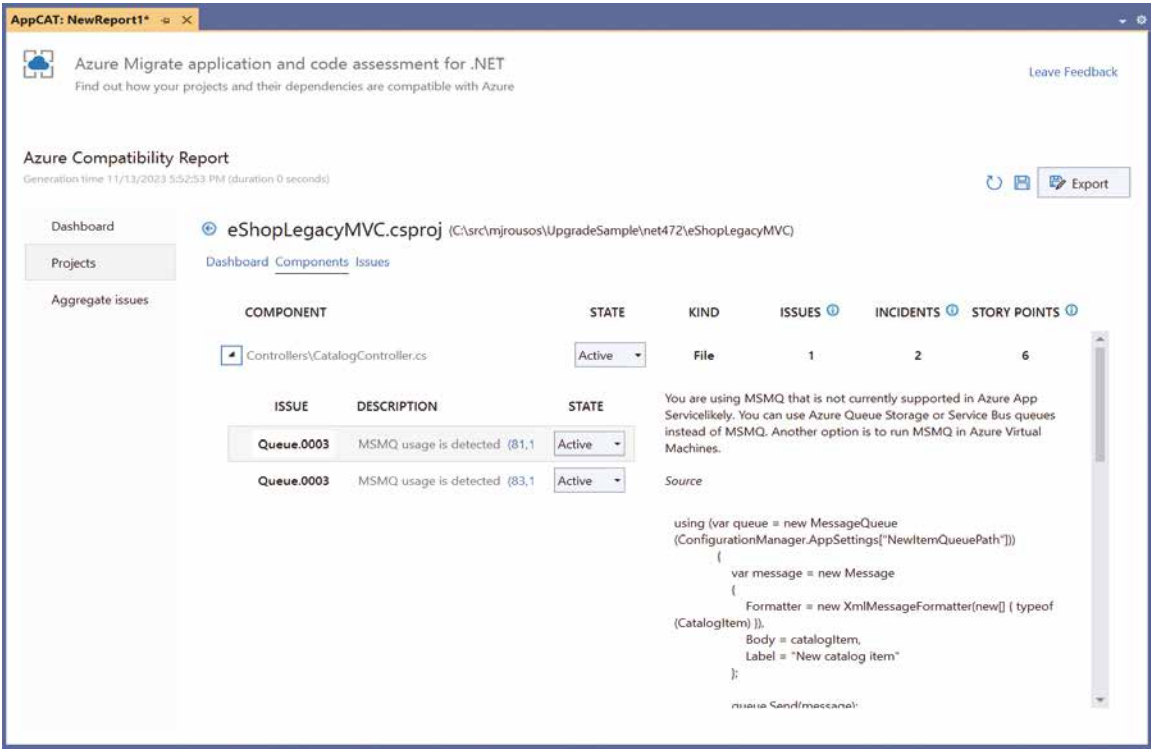 AppCAT: NewReport1*
Azure Migrate application and code assessment for .NET
Find out how your projects and their dependencies are compatible with Azure
Leave Feedback
Azure Compatibility Report
Generation time 11/13/2023 5:52:53 PM (duration 0 seconds)
Export
Dashboard
Projects
Aggregate issues
eShopLegacyMVC.csproj (C:\src\mjrousos\UpgradeSample\net472\eShopLegacyMVC)
Dashboard Components Issues
COMPONENT STATE KIND ISSUES INCIDENTS STORY POINTS
Controllers\CatalogController.cs Active File 1 2 6
ISSUE DESCRIPTION STATE
Queue.0003 MSMQ usage is detected (81,1 Active
Queue.0003 MSMQ usage is detected (83,1 Active
You are using MSMQ that is not currently supported in Azure App
Servicelikely. You can use Azure Queue Storage or Service Bus queues
instead of MSMQ. Another option is to run MSMQ in Azure Virtual
Machines.
Source
using (var queue = new MessageQueue
(ConfigurationManager.AppSettings["NewItemQueuePath"]))
{
var message = new Message
{
Formatter = new XmlMessageFormatter(new[] { typeof
(CatalogItem) }),
Body = catalogItem,
Label = "New catalog item"
};
queue.Send(message);